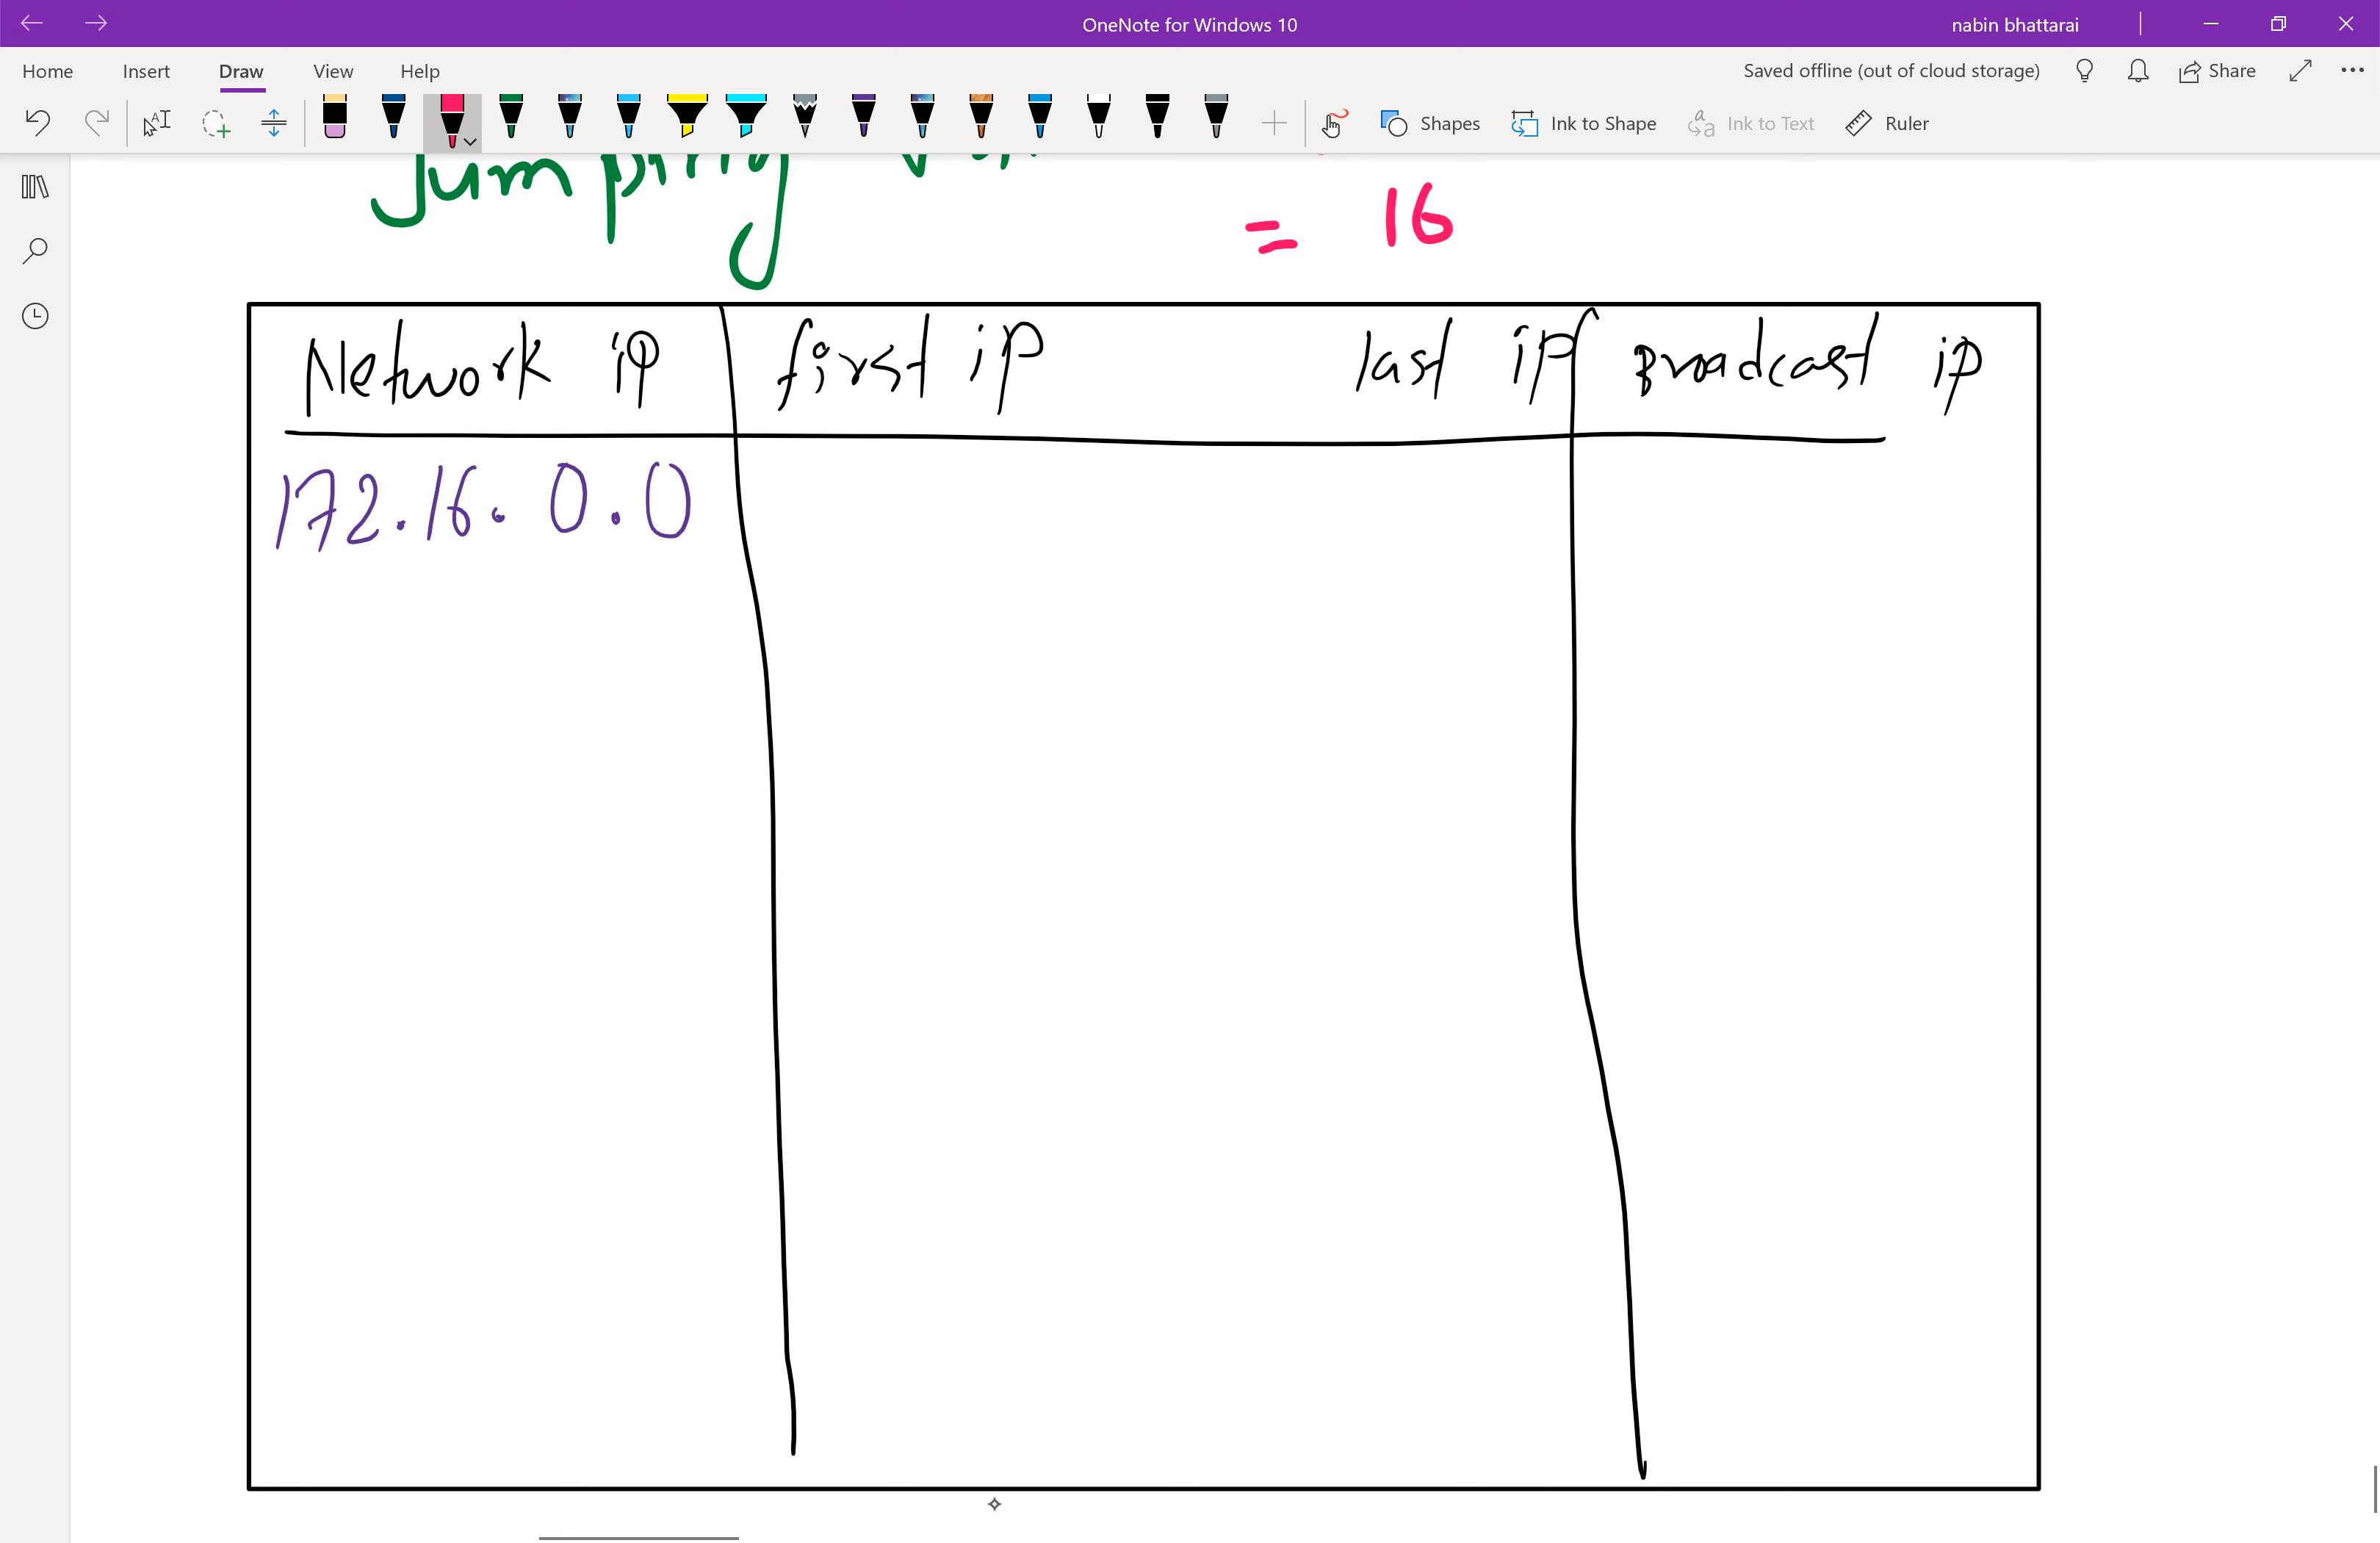 OneNote for Windows 10
nabin bhattarai
Home Insert Draw View Help
Saved offline (out of cloud storage)
Share
Shapes
Ink to Shape
Ink to Text
Ruler
Jumping
= 16
Network ip first ip last ip Broadcast ip
172.16.0.0